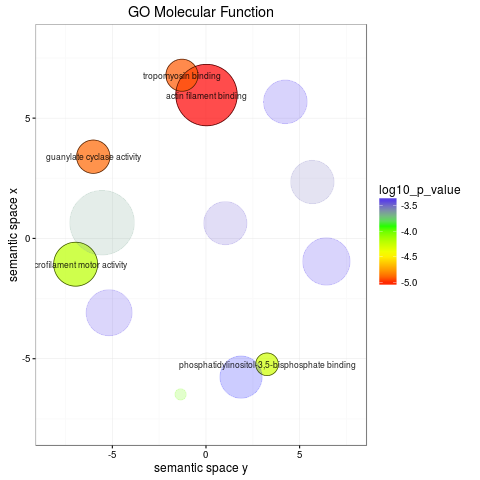 GO Molecular Function
tropomyosin binding
actin filament binding
guanylate cyclase activity
crofilament motor activity
phosphatidylinositol-3,5-bisphosphate binding
5
0
-5
-5
0
5
semantic space y
semantic space x
log10_p_value
-3.5
-4.0
-4.5
-5.0